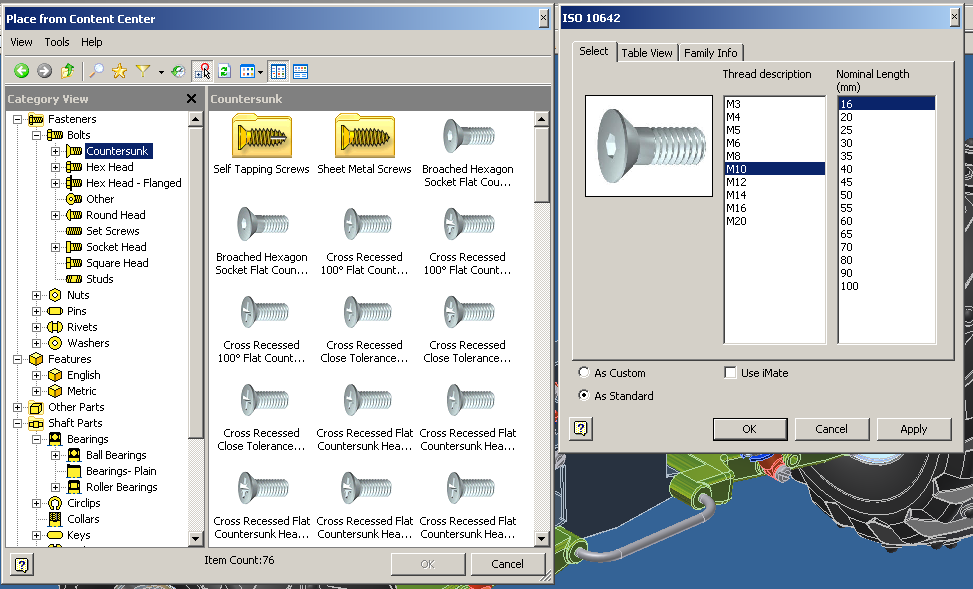 Place from Content Center
View Tools Help
Category View
Fasteners
Bolts
Countersunk
Hex Head
Hex Head - Flanged
Other
Round Head
Set Screws
Socket Head
Square Head
Studs
Nuts
Pins
Rivets
Washers
Features
English
Metric
Other Parts
Shaft Parts
Bearings
Ball Bearings
Bearings- Plain
Roller Bearings
Circlips
Collars
Keys
Countersunk
Self Tapping Screws
Sheet Metal Screws
Broached Hexagon
Socket Flat Cou...
Broached Hexagon
Socket Flat Coun...
Cross Recessed
100° Flat Count...
Cross Recessed
100° Flat Count...
Cross Recessed
100° Flat Count...
Cross Recessed
Close Tolerance...
Cross Recessed
Close Tolerance...
Cross Recessed
Close Tolerance...
Cross Recessed Flat
Countersunk Hea...
Cross Recessed Flat
Countersunk Hea...
Cross Recessed Flat
Countersunk Hea...
Cross Recessed Flat
Countersunk Hea...
Cross Recessed Flat
Countersunk Hea...
Item Count:76
OK
Cancel
ISO 10642
Select
Table View
Family Info
Thread description
M3
M4
M5
M6
M8
M10
M12
M14
M16
M20
Nominal Length
(mm)
16
20
25
30
35
40
45
50
55
60
65
70
80
90
100
As Custom
Use iMate
As Standard
OK
Cancel
Apply